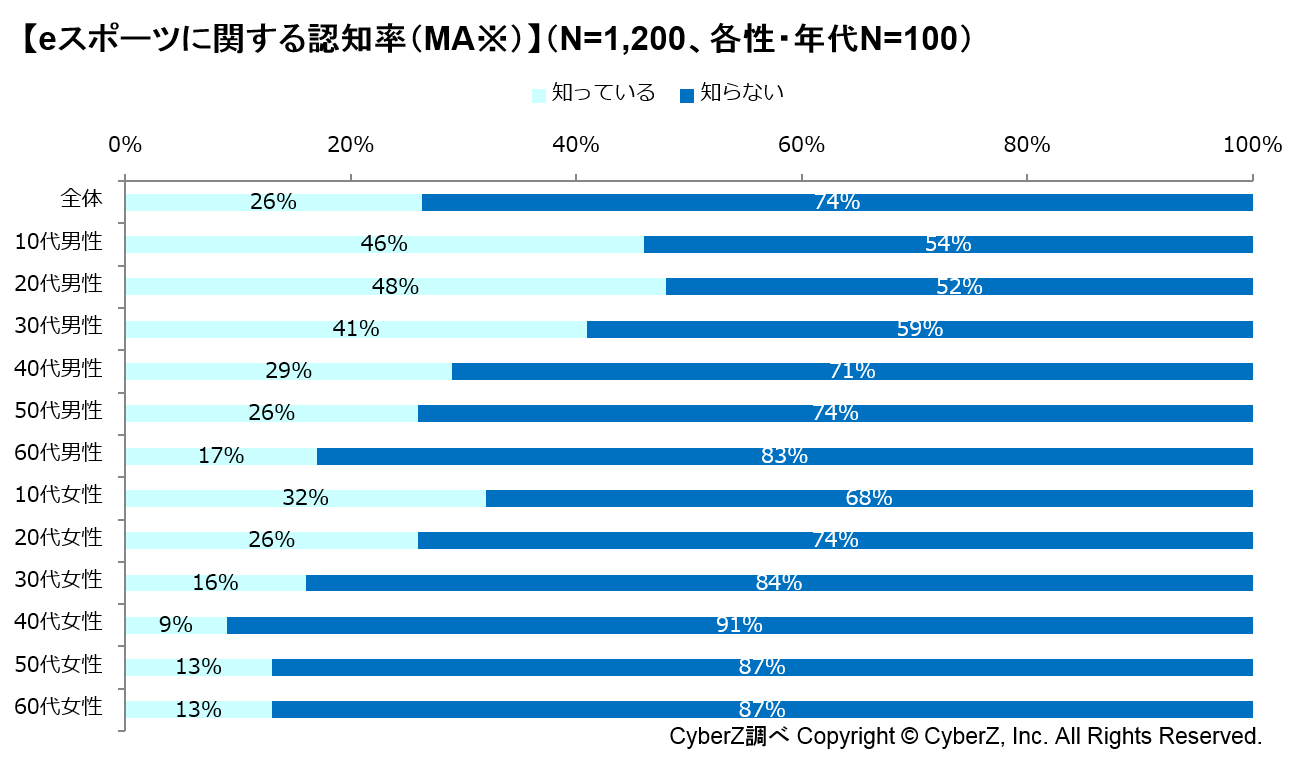 【eスポーツに関する認知率（MA※）】（N=1,200、各性・年代N=100）
知っている 知らない
0% 20% 40% 60% 80% 100%
全体 26% 74%
10代男性 46% 54%
20代男性 48% 52%
30代男性 41% 59%
40代男性 29% 71%
50代男性 26% 74%
60代男性 17% 83%
10代女性 32% 68%
20代女性 26% 74%
30代女性 16% 84%
40代女性 9% 91%
50代女性 13% 87%
60代女性 13% 87%
CyberZ調べ Copyright © CyberZ, Inc. All Rights Reserved.